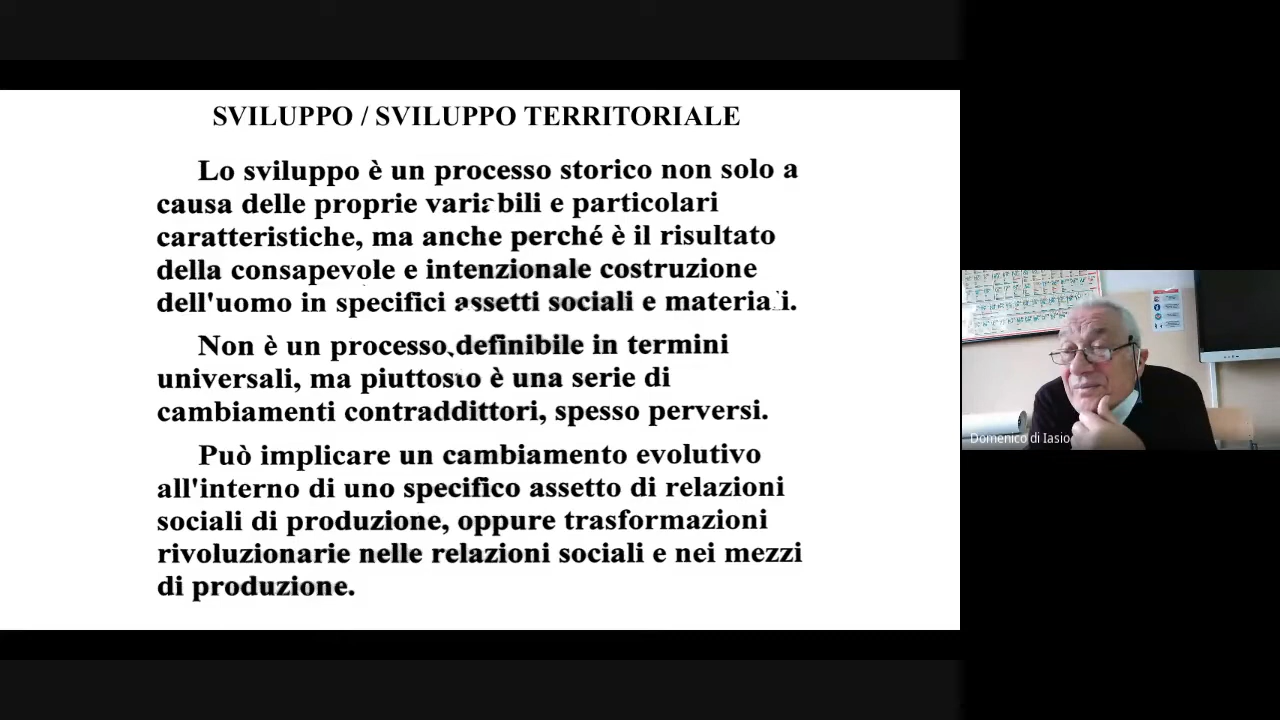 SVILUPPO / SVILUPPO TERRITORIALE
Lo sviluppo è un processo storico non solo a
causa delle proprie variabili e particolari
caratteristiche, ma anche perché è il risultato
della consapevole e intenzionale costruzione
dell'uomo in specifici assetti sociali e materiali.
Non è un processo definibile in termini
universali, ma piuttosto è una serie di
cambiamenti contraddittori, spesso perversi.
Può implicare un cambiamento evolutivo
all'interno di uno specifico assetto di relazioni
sociali di produzione, oppure trasformazioni
rivoluzionarie nelle relazioni sociali e nei mezzi
di produzione.
Domenico di Iasio